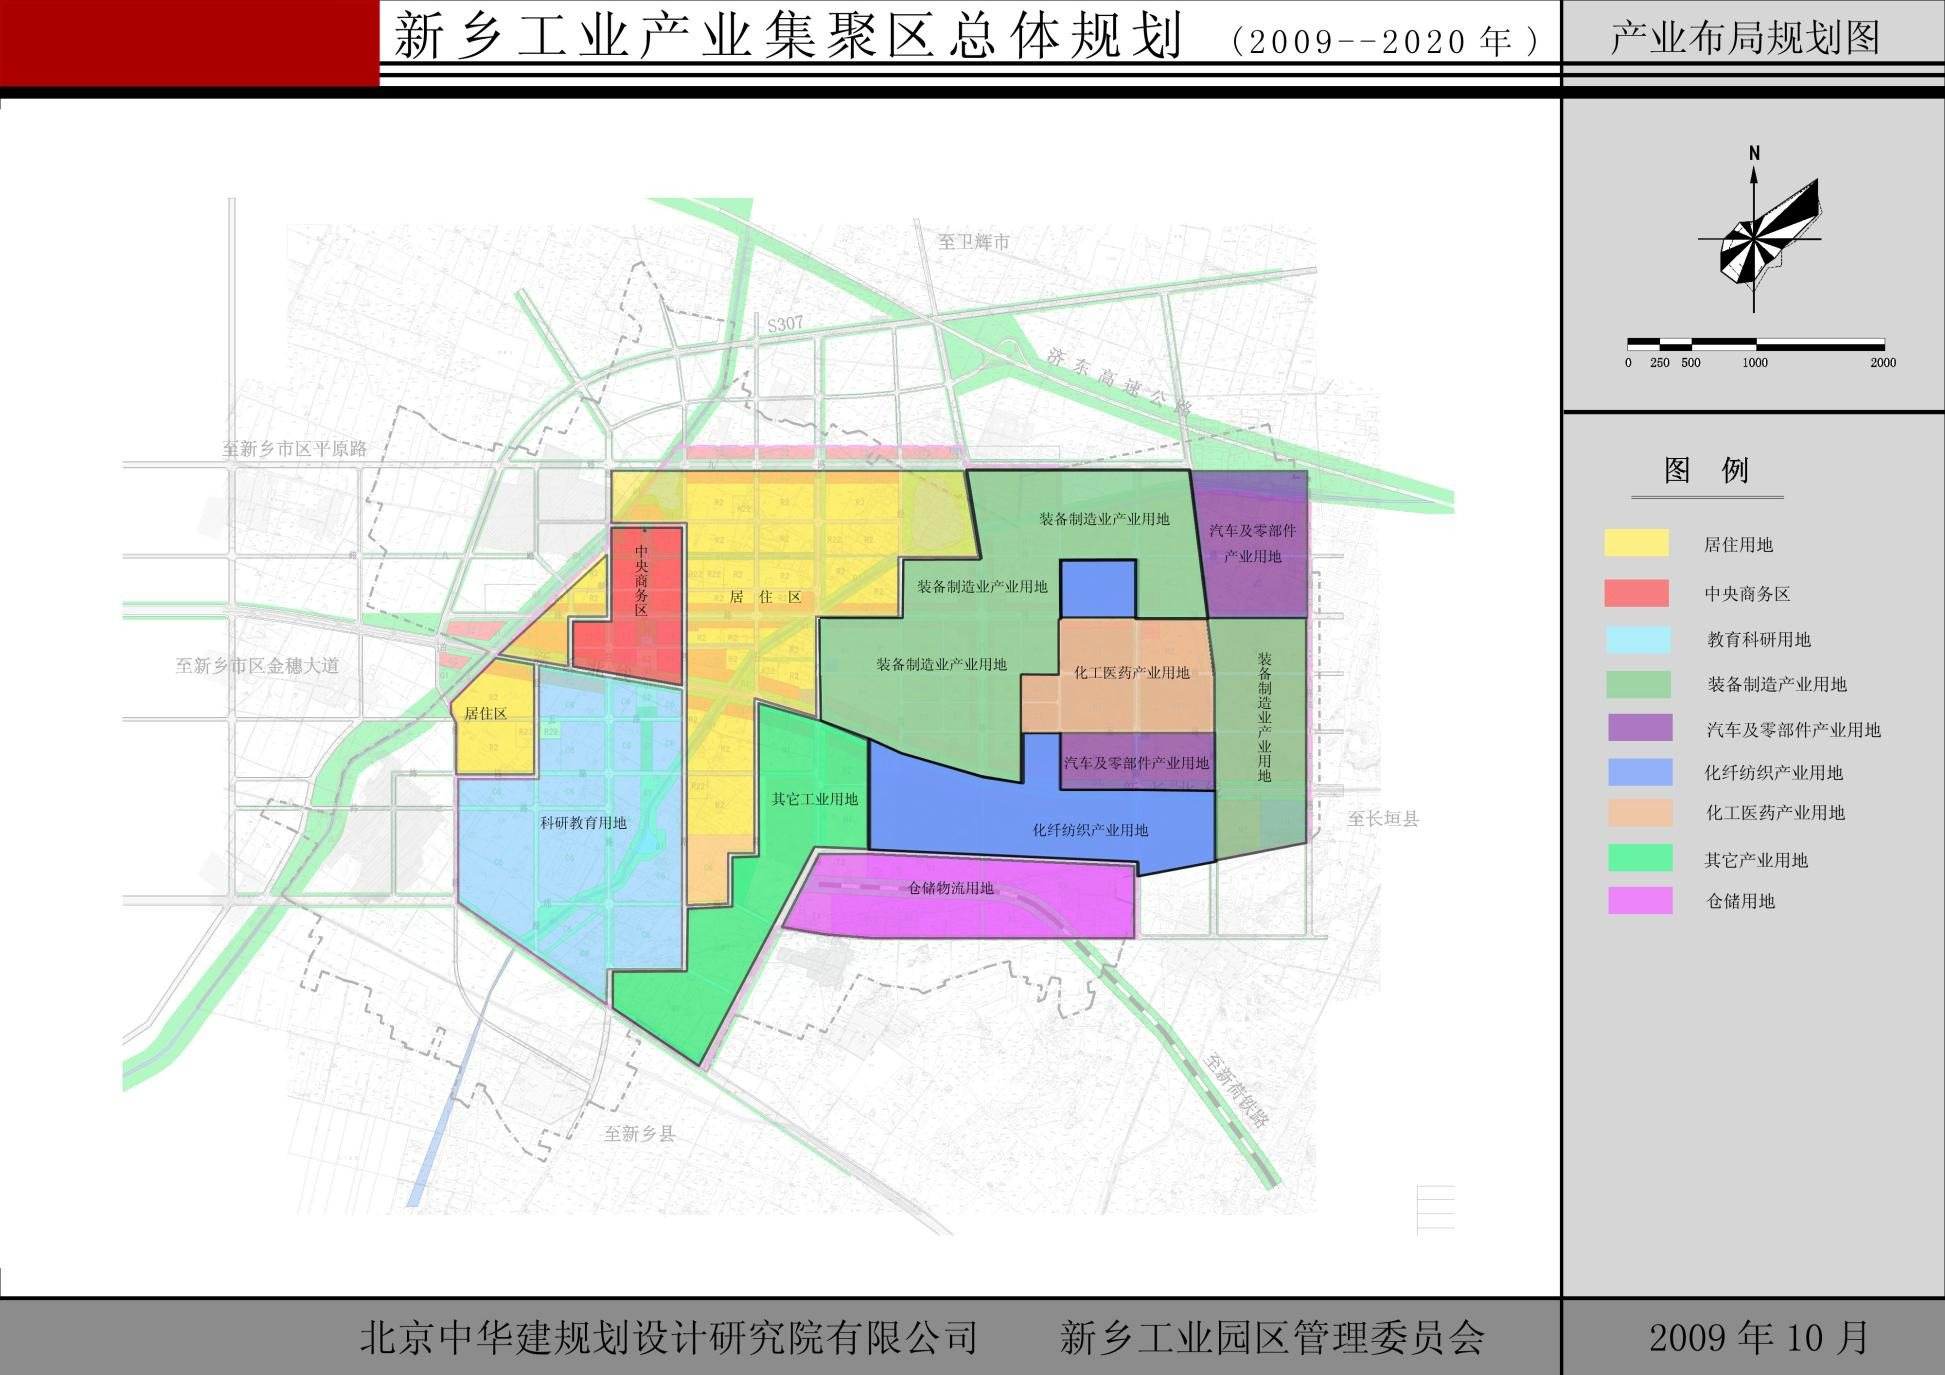 新乡工业产业集聚区总体规划 (2009--2020年)
产业布局规划图
N
0 250 500 1000 2000
图 例
居住用地
中央商务区
教育科研用地
装备制造产业用地
汽车及零部件产业用地
化纤纺织产业用地
化工医药产业用地
其它产业用地
仓储用地
至卫辉市
S307
济东高速公路
至新乡市区平原路
至新乡市区金穗大道
装备制造业产业用地
汽车及零部件
产业用地
中央商务区
居 住 区
装备制造业产业用地
装备制造业产业用地
化工医药产业用地
装备制造业产业用地
居住区
汽车及零部件产业用地
其它工业用地
科研教育用地
化纤纺织产业用地
至长垣县
仓储物流用地
至新荷铁路
至新乡县
北京中华建规划设计研究院有限公司
新乡工业园区管理委员会
2009 年 10 月